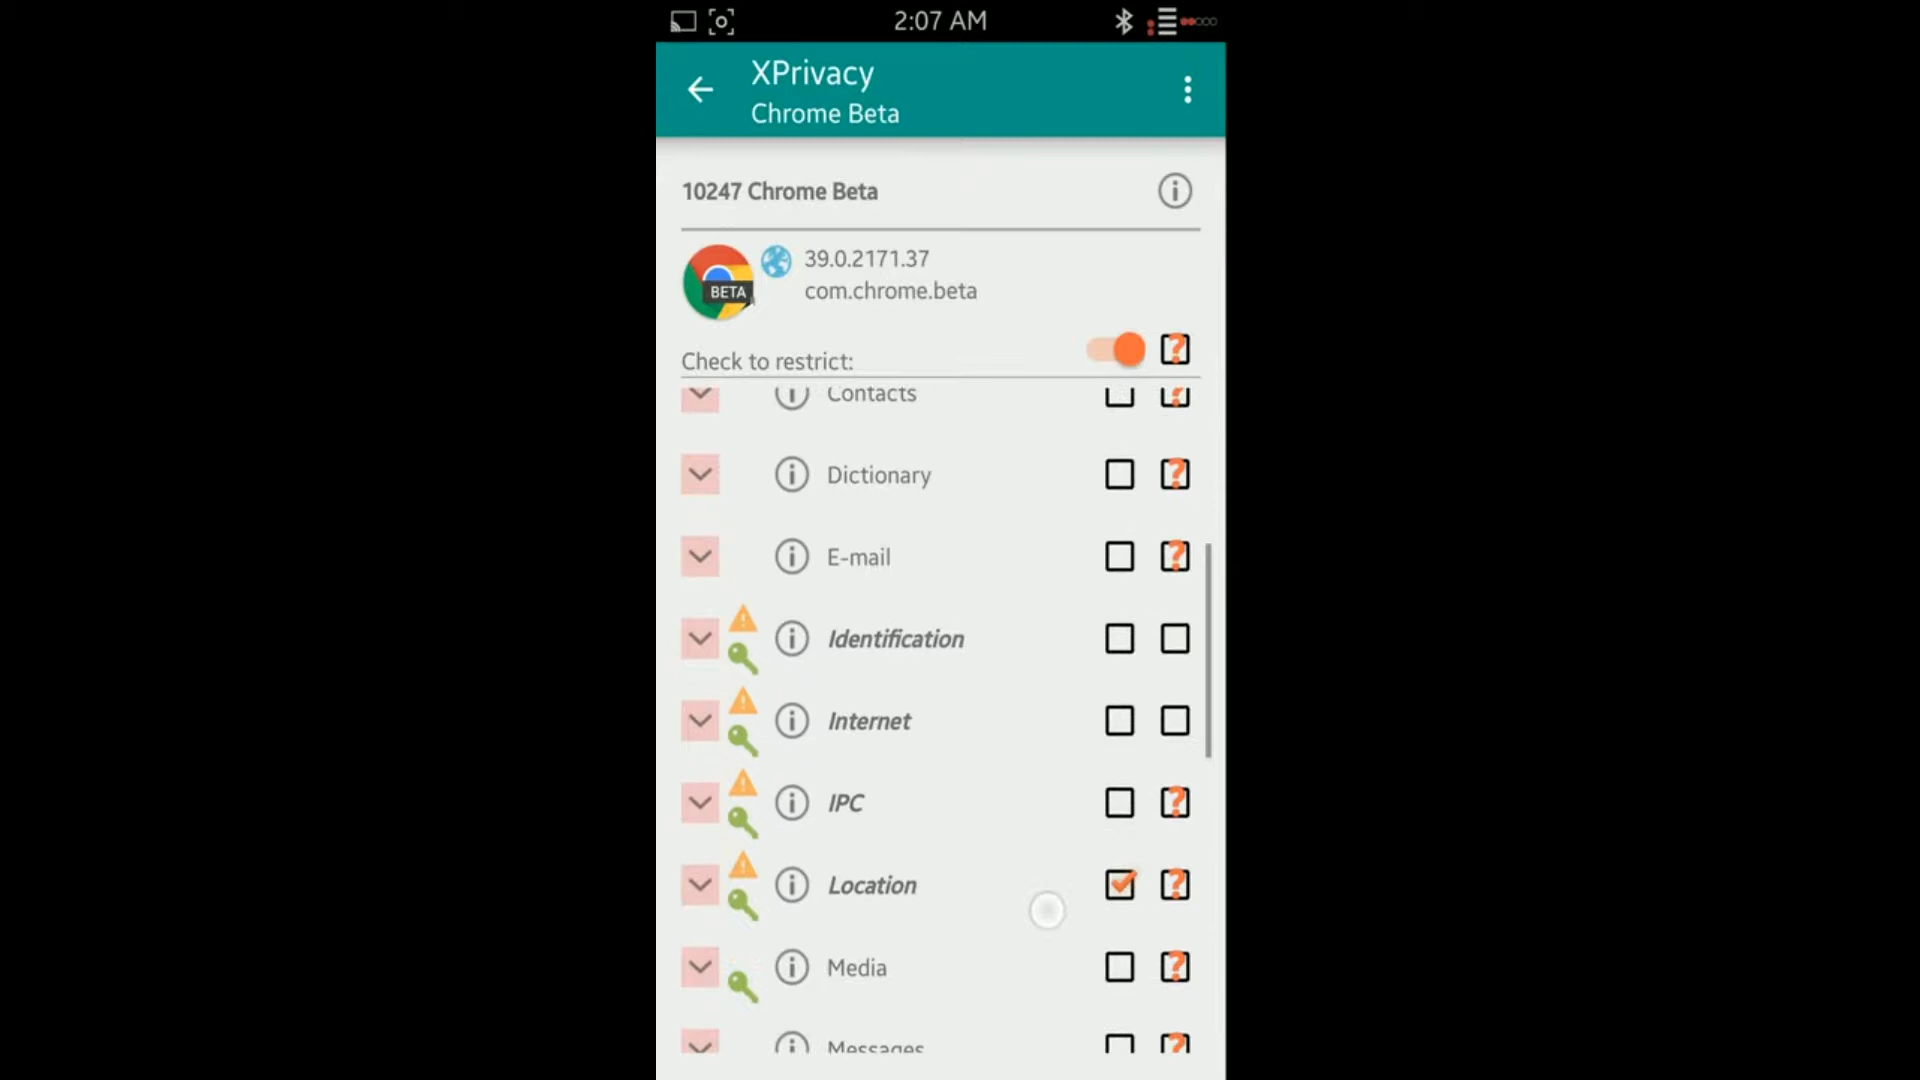 2:07 AM
XPrivacy
Chrome Beta
10247 Chrome Beta
39.0.2171.37
BETA
com.chrome.beta
Check to restrict:
Contacts
Dictionary
E-mail
Identification
Internet
IPC
Location
Media
Messages